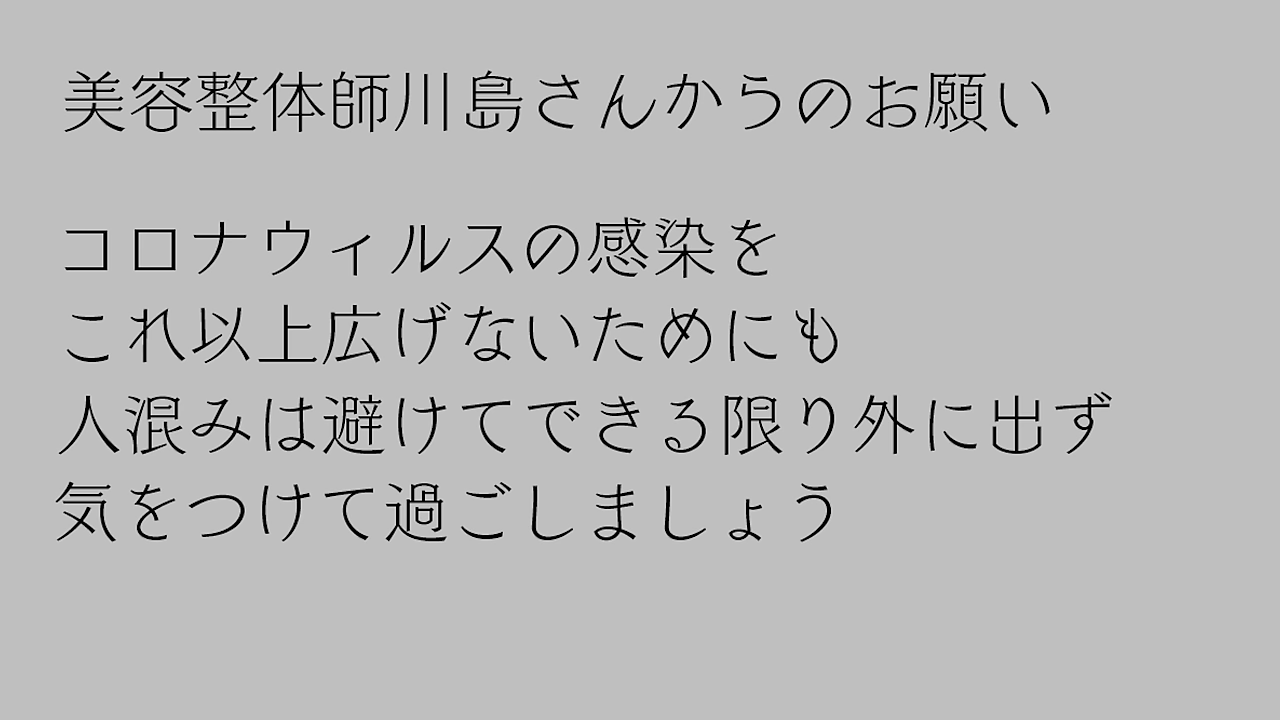 美容整体師川島さんからのお願い
コロナウィルスの感染を
これ以上広げないためにも
人混みは避けてできる限り外に出ず
気をつけて過ごしましょう